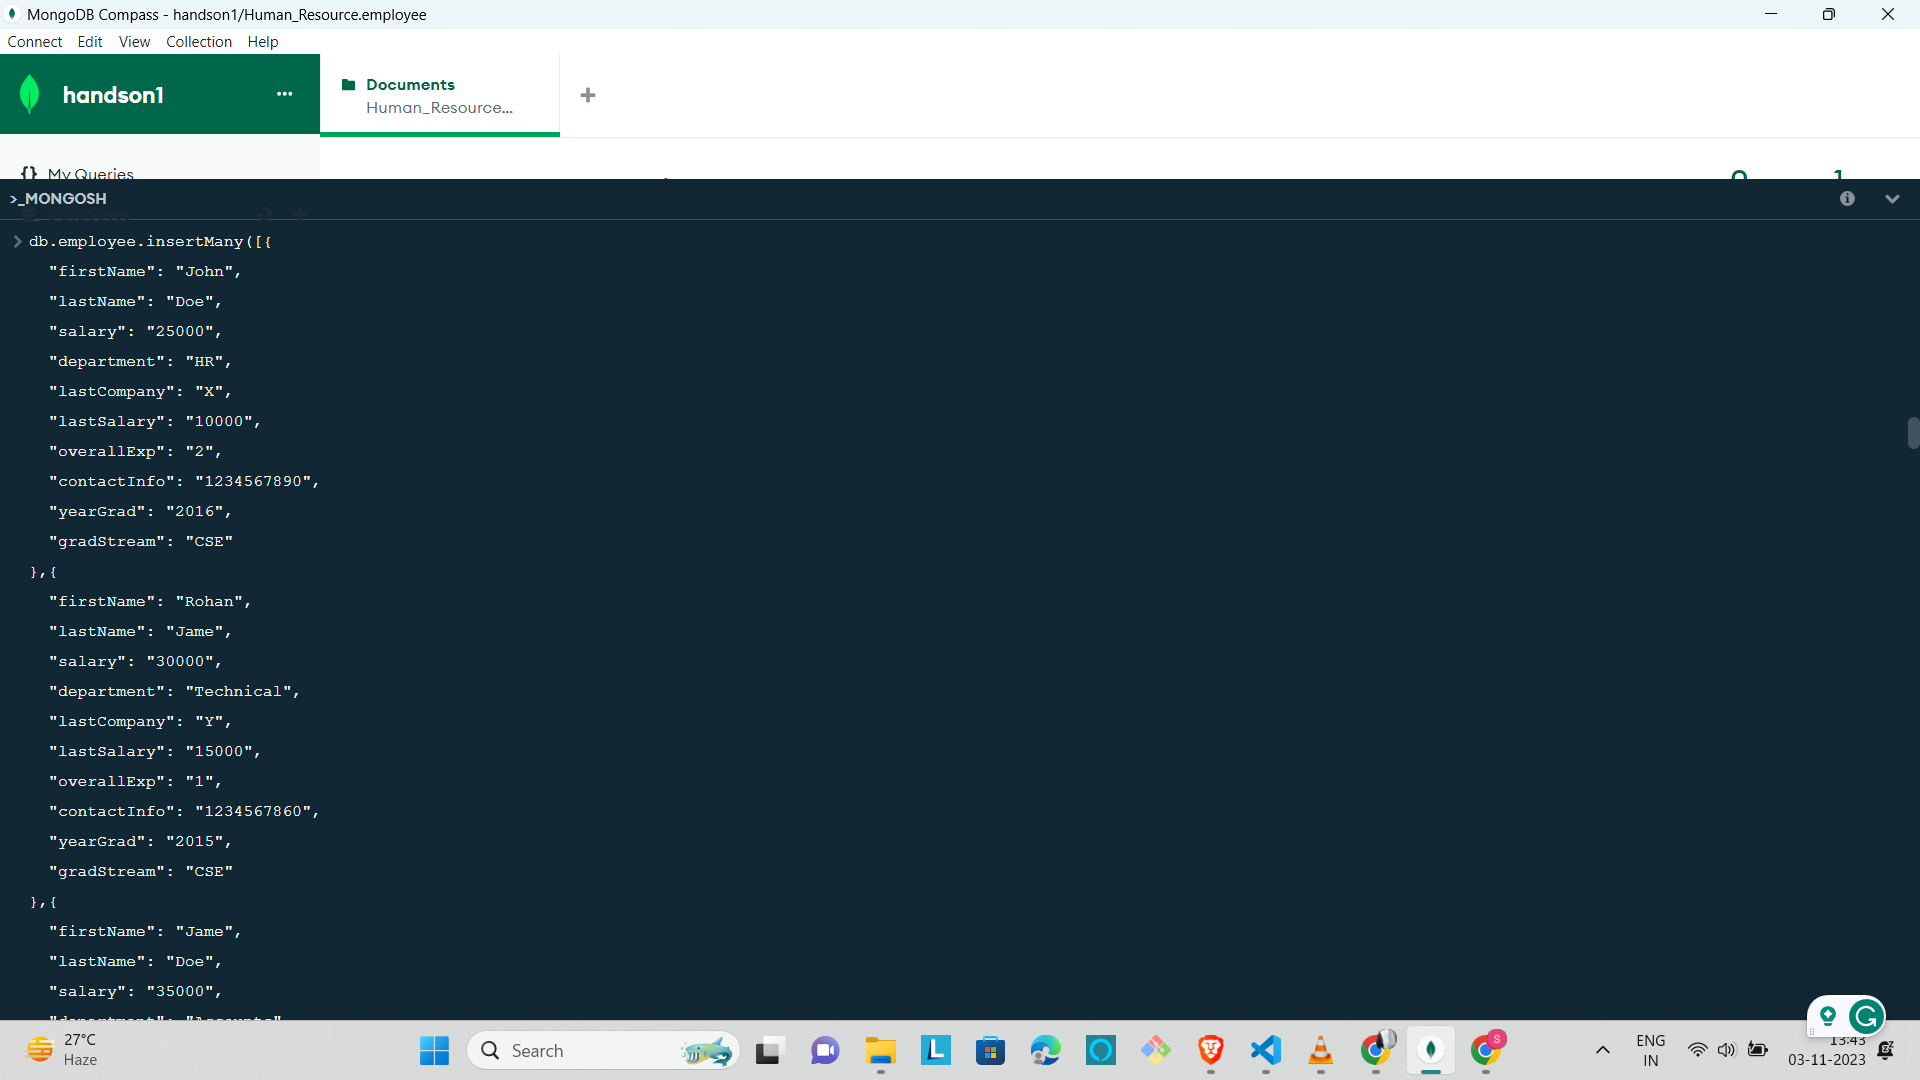 MongoDB Compass - handson1/Human_Resource.employee
Connect Edit View Collection Help
handson1
Documents
Human_Resource...
{} My Queries
>_MONGOSH
db.employee.insertMany([{
"firstName": "John",
"lastName": "Doe",
"salary": "25000",
"department": "HR",
"lastCompany": "X",
"lastSalary": "10000",
"overallExp": "2",
"contactInfo": "1234567890",
"yearGrad": "2016",
"gradStream": "CSE"
},{
"firstName": "Rohan",
"lastName": "Jame",
"salary": "30000",
"department": "Technical",
"lastCompany": "Y",
"lastSalary": "15000",
"overallExp": "1",
"contactInfo": "1234567860",
"yearGrad": "2015",
"gradStream": "CSE"
},{
"firstName": "Jame",
"lastName": "Doe",
"salary": "35000",
"department": "Accounts"
27°C
Haze
Search
ENG
IN
13:43
03-11-2023